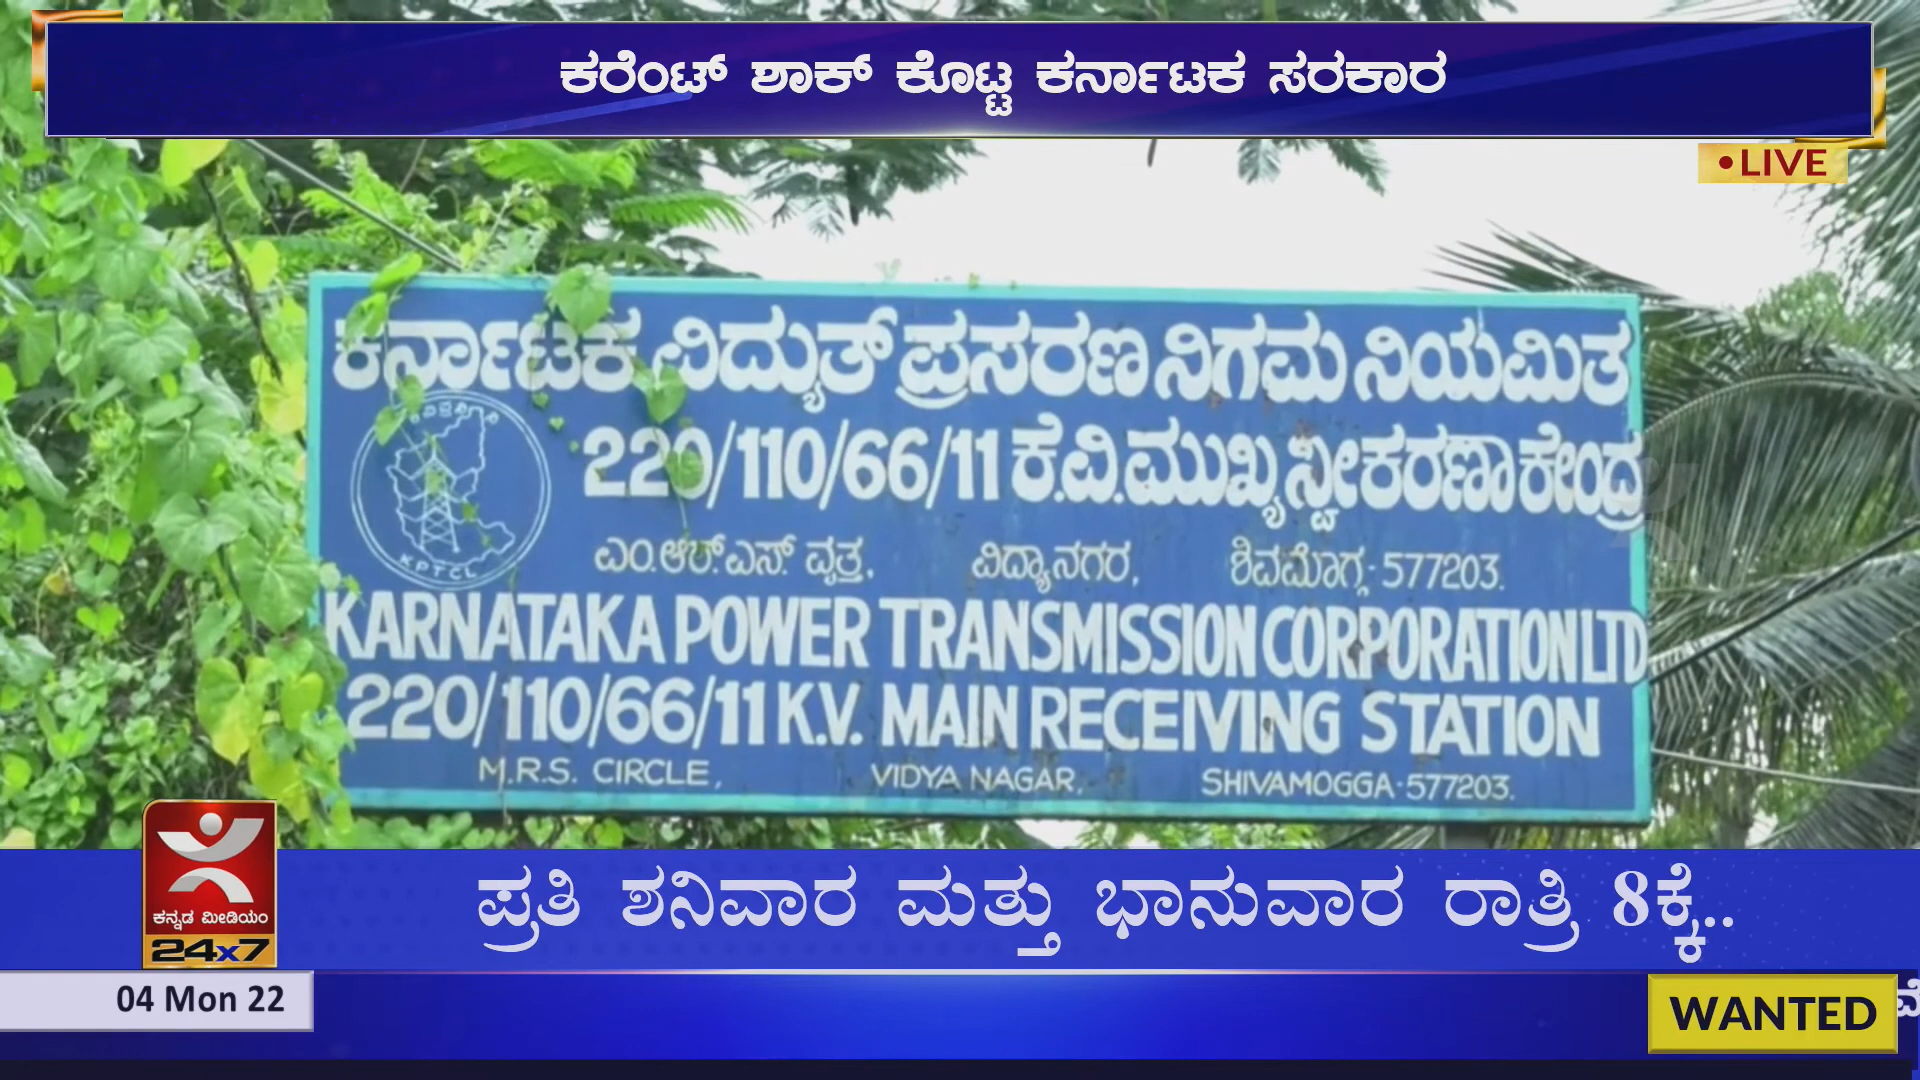 ಕರೆಂಟ್ ಶಾಕ್ ಕೊಟ್ಟ ಕರ್ನಾಟಕ ಸರಕಾರ
•LIVE
ಕರ್ನಾಟಕ ವಿದ್ಯುತ್ ಪ್ರಸರಣ ನಿಗಮ ನಿಯಮಿತ
220/110/66/11 ಕೆ.ವಿ.ಮುಖ್ಯ ಸ್ವೀಕರಣಾ ಕೇಂದ್ರ
ಎಂ.ಆರ್.ಎಸ್. ವೃತ್ತ, ವಿದ್ಯಾನಗರ, ಶಿವಮೊಗ್ಗ-577203.
KPTCL
KARNATAKA POWER TRANSMISSION CORPORATION LTD
220/110/66/11 K.V. MAIN RECEIVING STATION
M.R.S. CIRCLE, VIDYA NAGAR, SHIVAMOGGA-577203.
ಪ್ರತಿ ಶನಿವಾರ ಮತ್ತು ಭಾನುವಾರ ರಾತ್ರಿ 8ಕ್ಕೆ..
ಕನ್ನಡ ಮೀಡಿಯಂ
24x7
04 Mon 22
WANTED